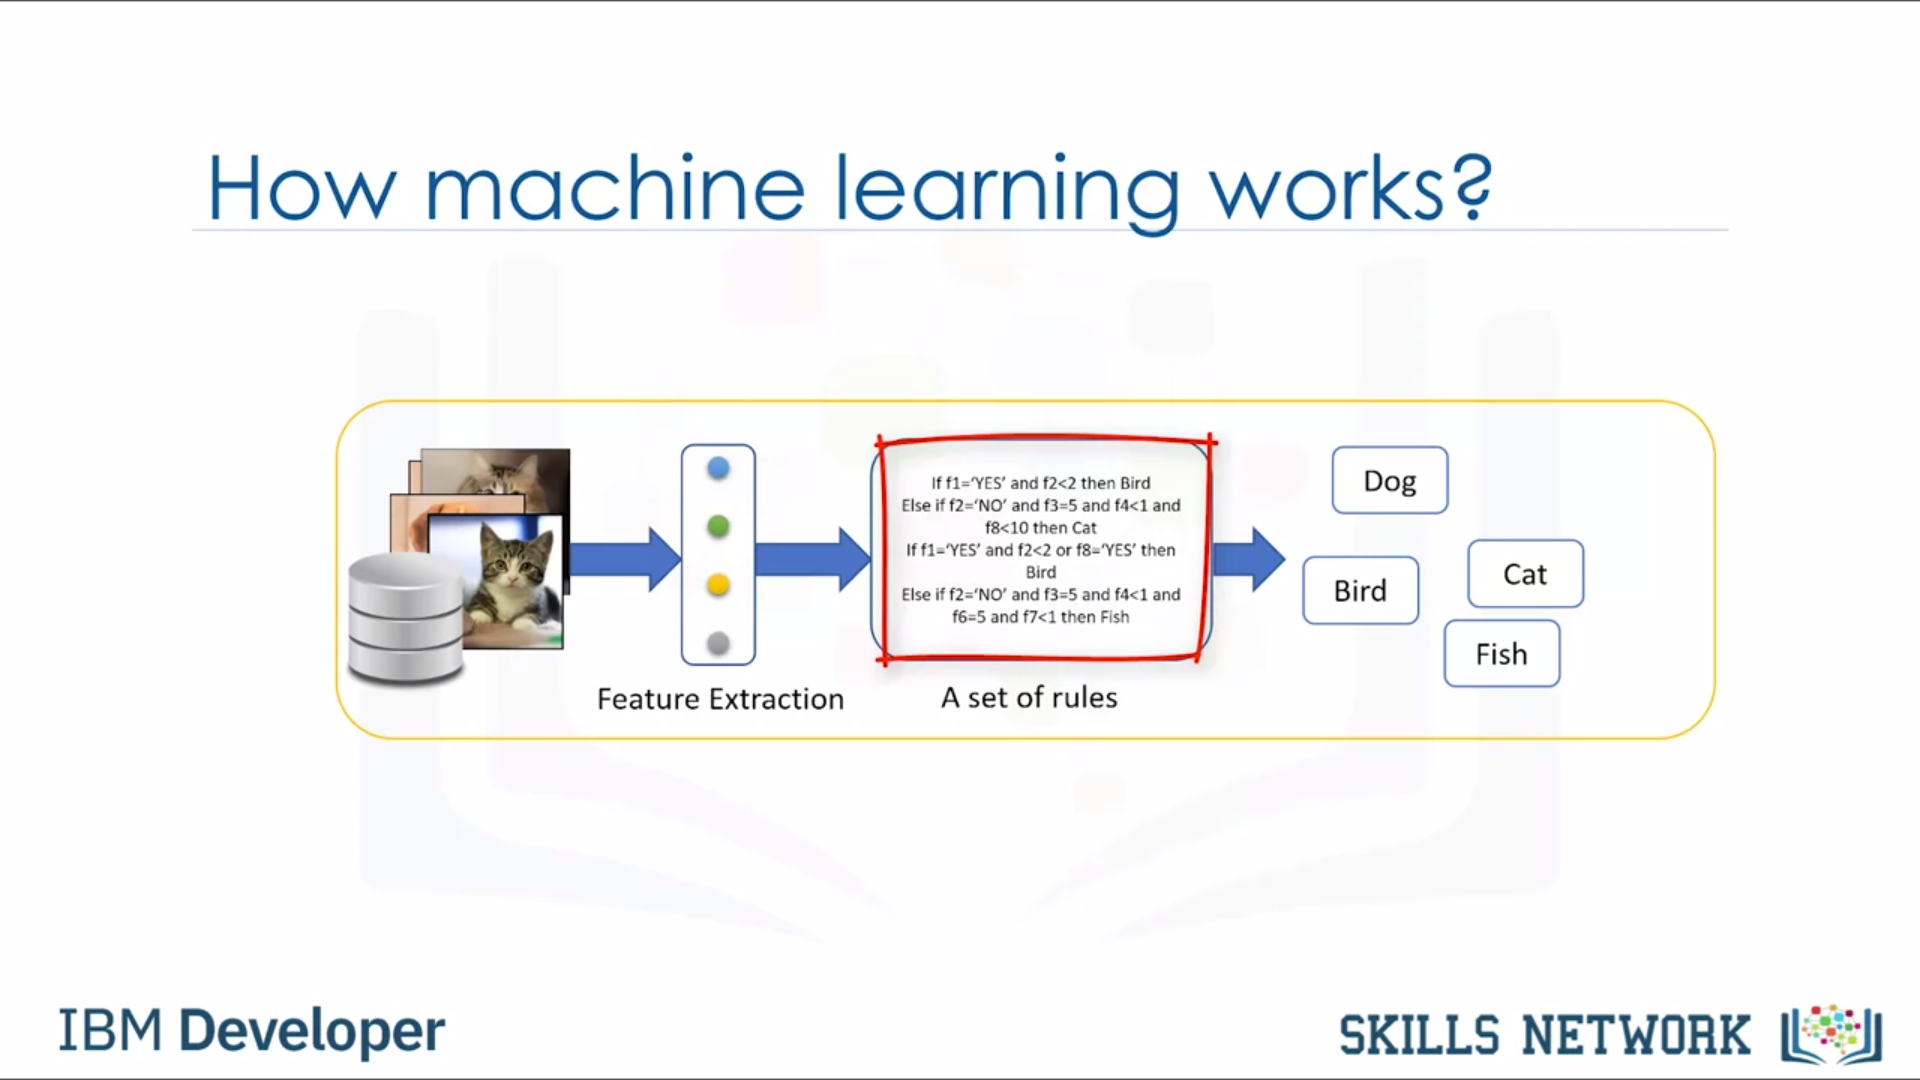 How machine learning works?
If f1=‘YES’ and f2<2 then Bird
Else if f2=‘NO’ and f3=5 and f4<1 and
f8<10 then Cat
If f1=‘YES’ and f2<2 or f8=‘YES’ then
Bird
Else if f2=‘NO’ and f3=5 and f4<1 and
f6=5 and f7<1 then Fish
Feature Extraction
A set of rules
Dog
Bird
Cat
Fish
IBM Developer
SKILLS NETWORK